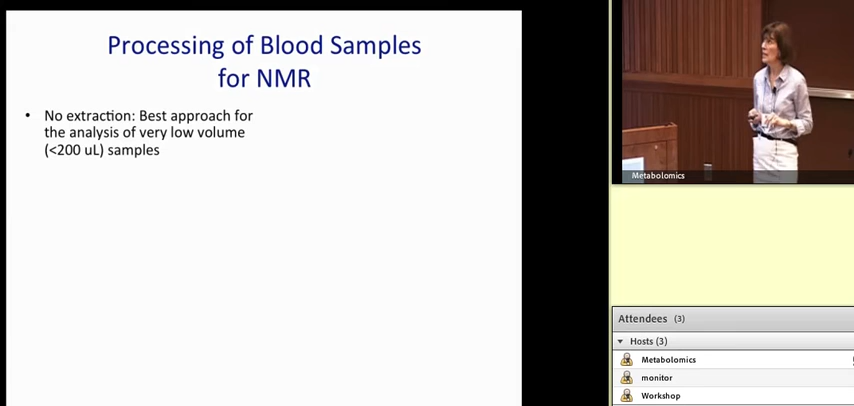 Processing of Blood Samples
for NMR
• No extraction: Best approach for
the analysis of very low volume
(<200 uL) samples
Metabolomics
Attendees (3)
Hosts (3)
Metabolomics
monitor
Workshop